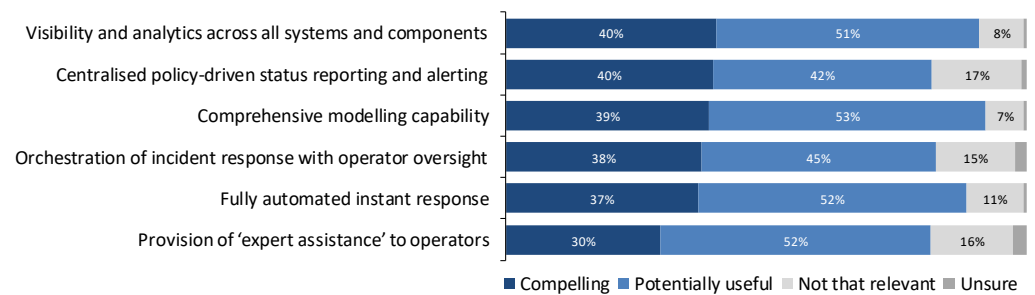 Visibility and analytics across all systems and components 40% 51% 8%
Centralised policy-driven status reporting and alerting 40% 42% 17%
Comprehensive modelling capability 39% 53% 7%
Orchestration of incident response with operator oversight 38% 45% 15%
Fully automated instant response 37% 52% 11%
Provision of ‘expert assistance’ to operators 30% 52% 16%
Compelling Potentially useful Not that relevant Unsure